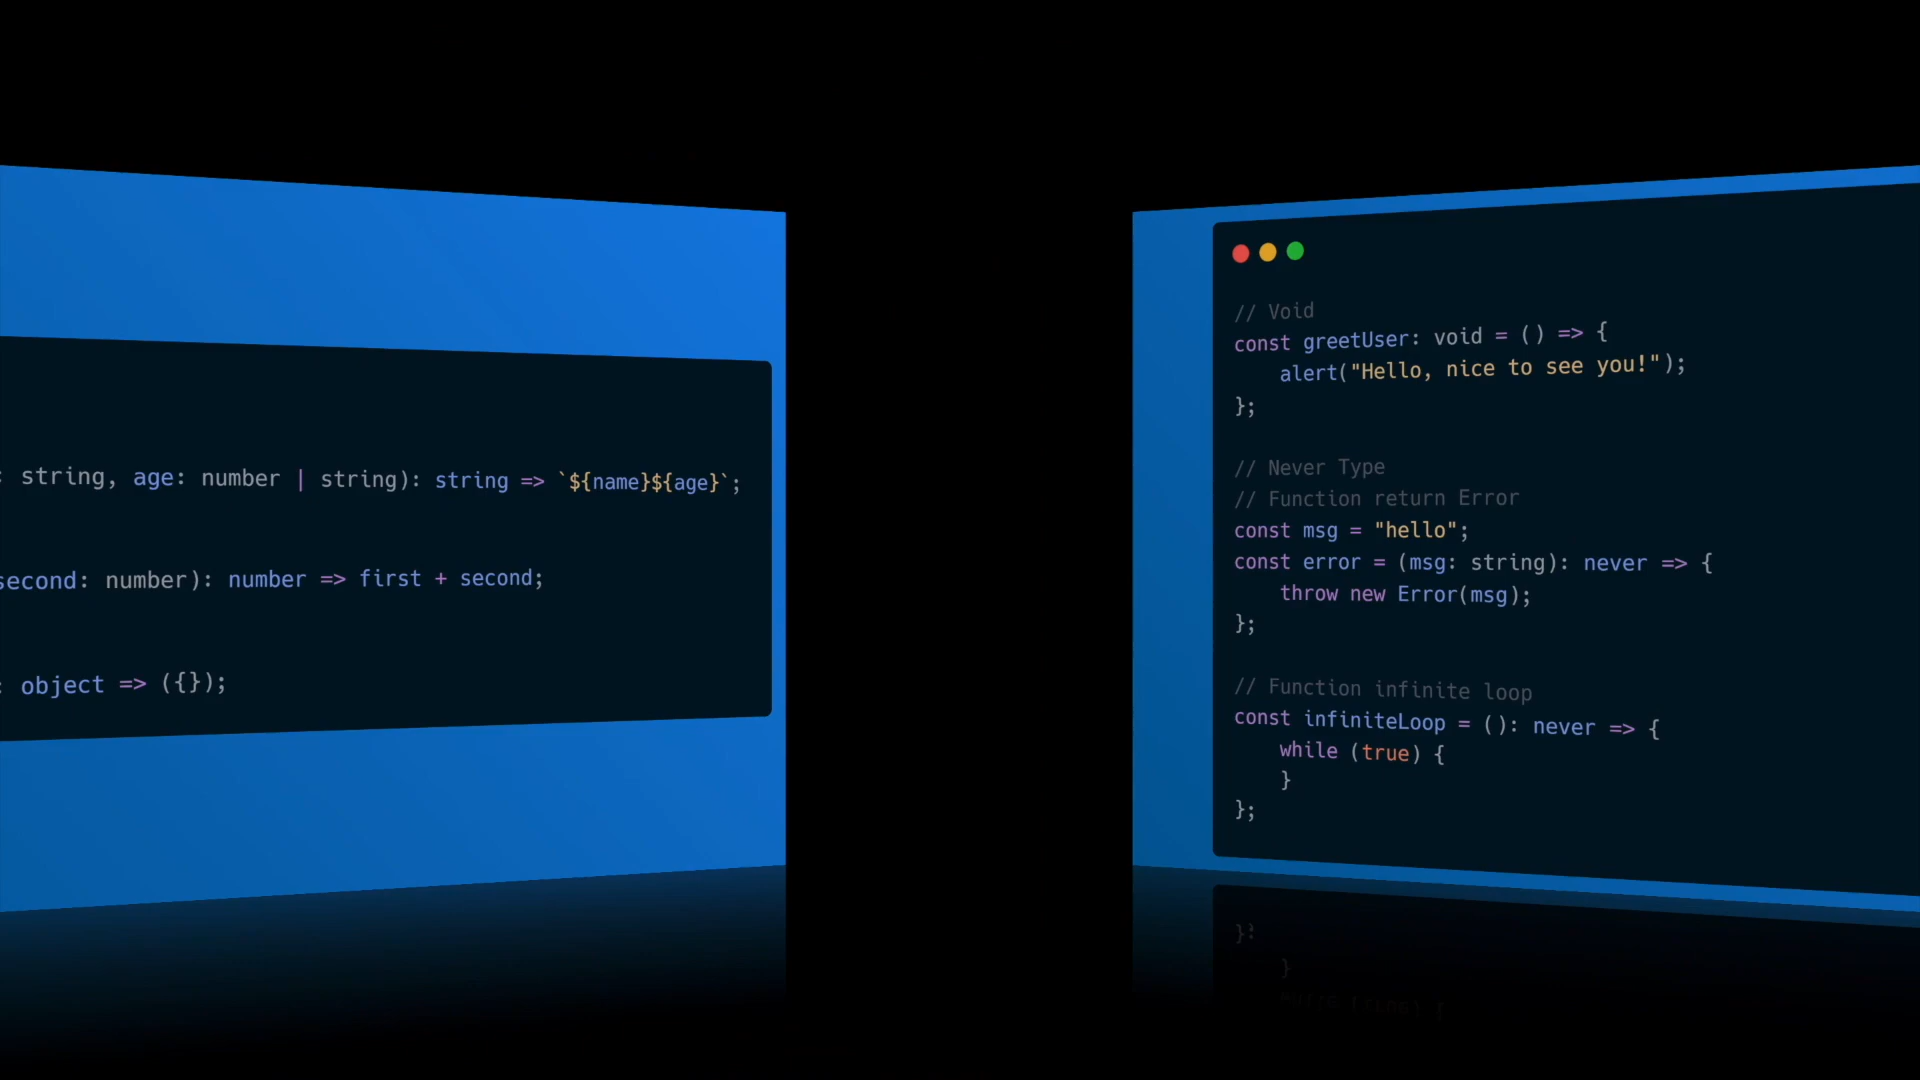 : string, age: number | string): string => `${name}${age}`;
second: number): number => first + second;
: object => ({});
// Void
const greetUser: void = () => {
alert("Hello, nice to see you!");
};
// Never Type
// Function return Error
const msg = "hello";
const error = (msg: string): never => {
throw new Error(msg);
};
// Function infinite loop
const infiniteLoop = (): never => {
while (true) {
}
};